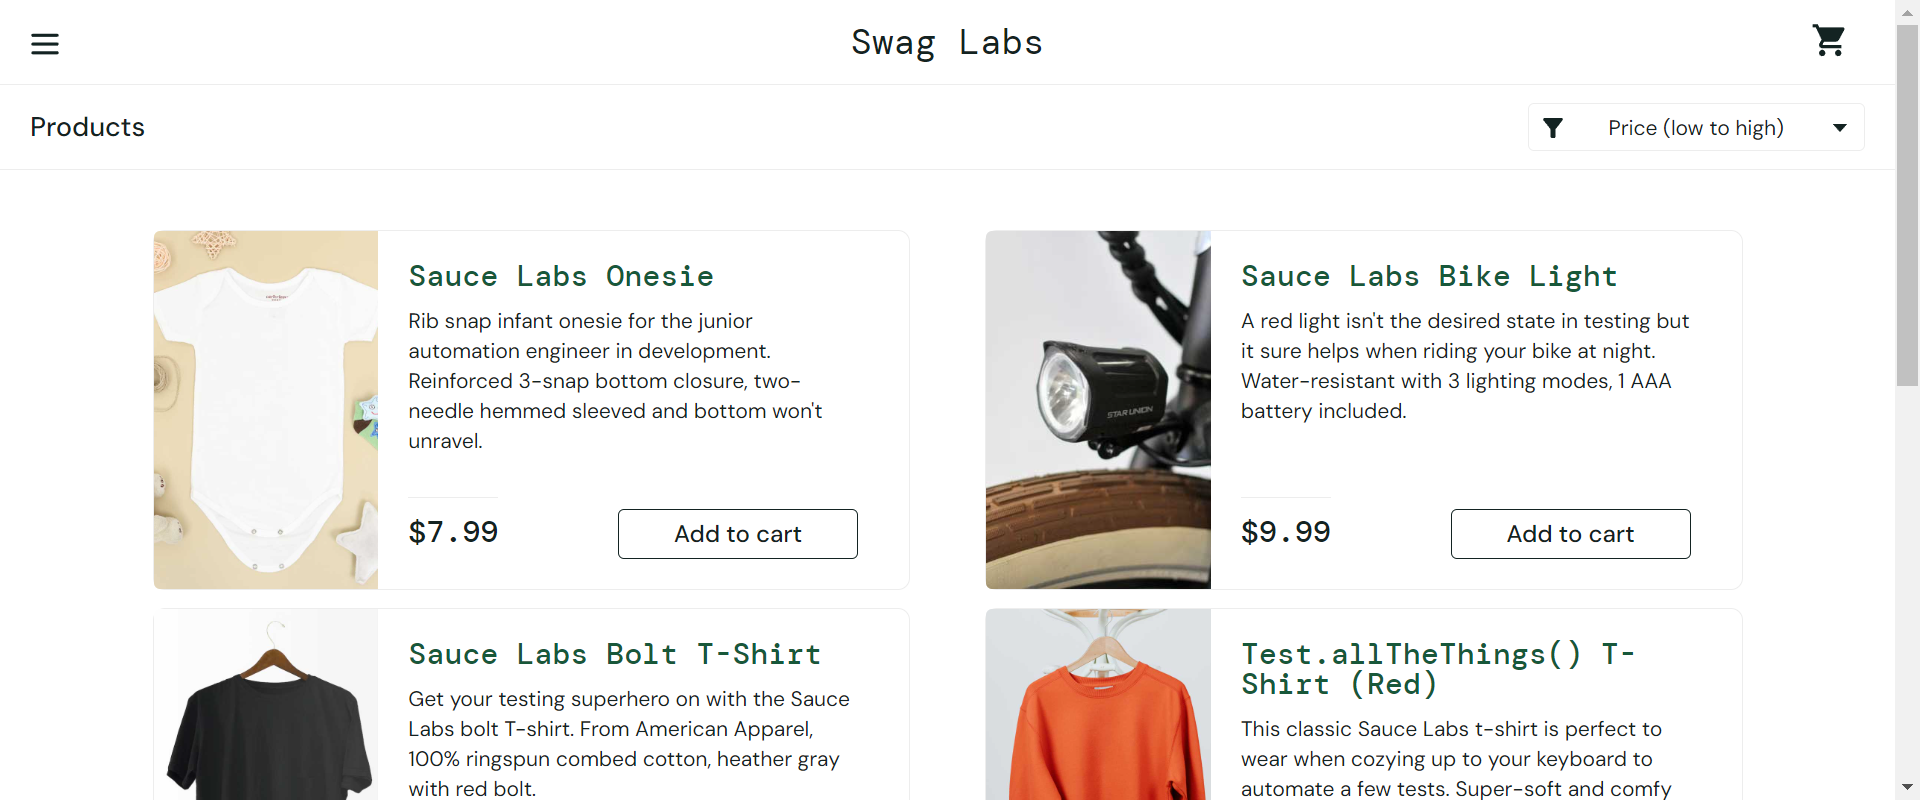 Swag Labs
Products
Price (low to high)
Sauce Labs Onesie
Rib snap infant onesie for the junior
automation engineer in development.
Reinforced 3-snap bottom closure, two-
needle hemmed sleeved and bottom won't
unravel.
$7.99
Add to cart
Sauce Labs Bike Light
A red light isn't the desired state in testing but
it sure helps when riding your bike at night.
Water-resistant with 3 lighting modes, 1 AAA
battery included.
$9.99
Add to cart
STAR UNION
Sauce Labs Bolt T-Shirt
Get your testing superhero on with the Sauce
Labs bolt T-shirt. From American Apparel,
100% ringspun combed cotton, heather gray
with red bolt.
Test.allTheThings() T-
Shirt (Red)
This classic Sauce Labs t-shirt is perfect to
wear when cozying up to your keyboard to
automate a few tests. Super-soft and comfy